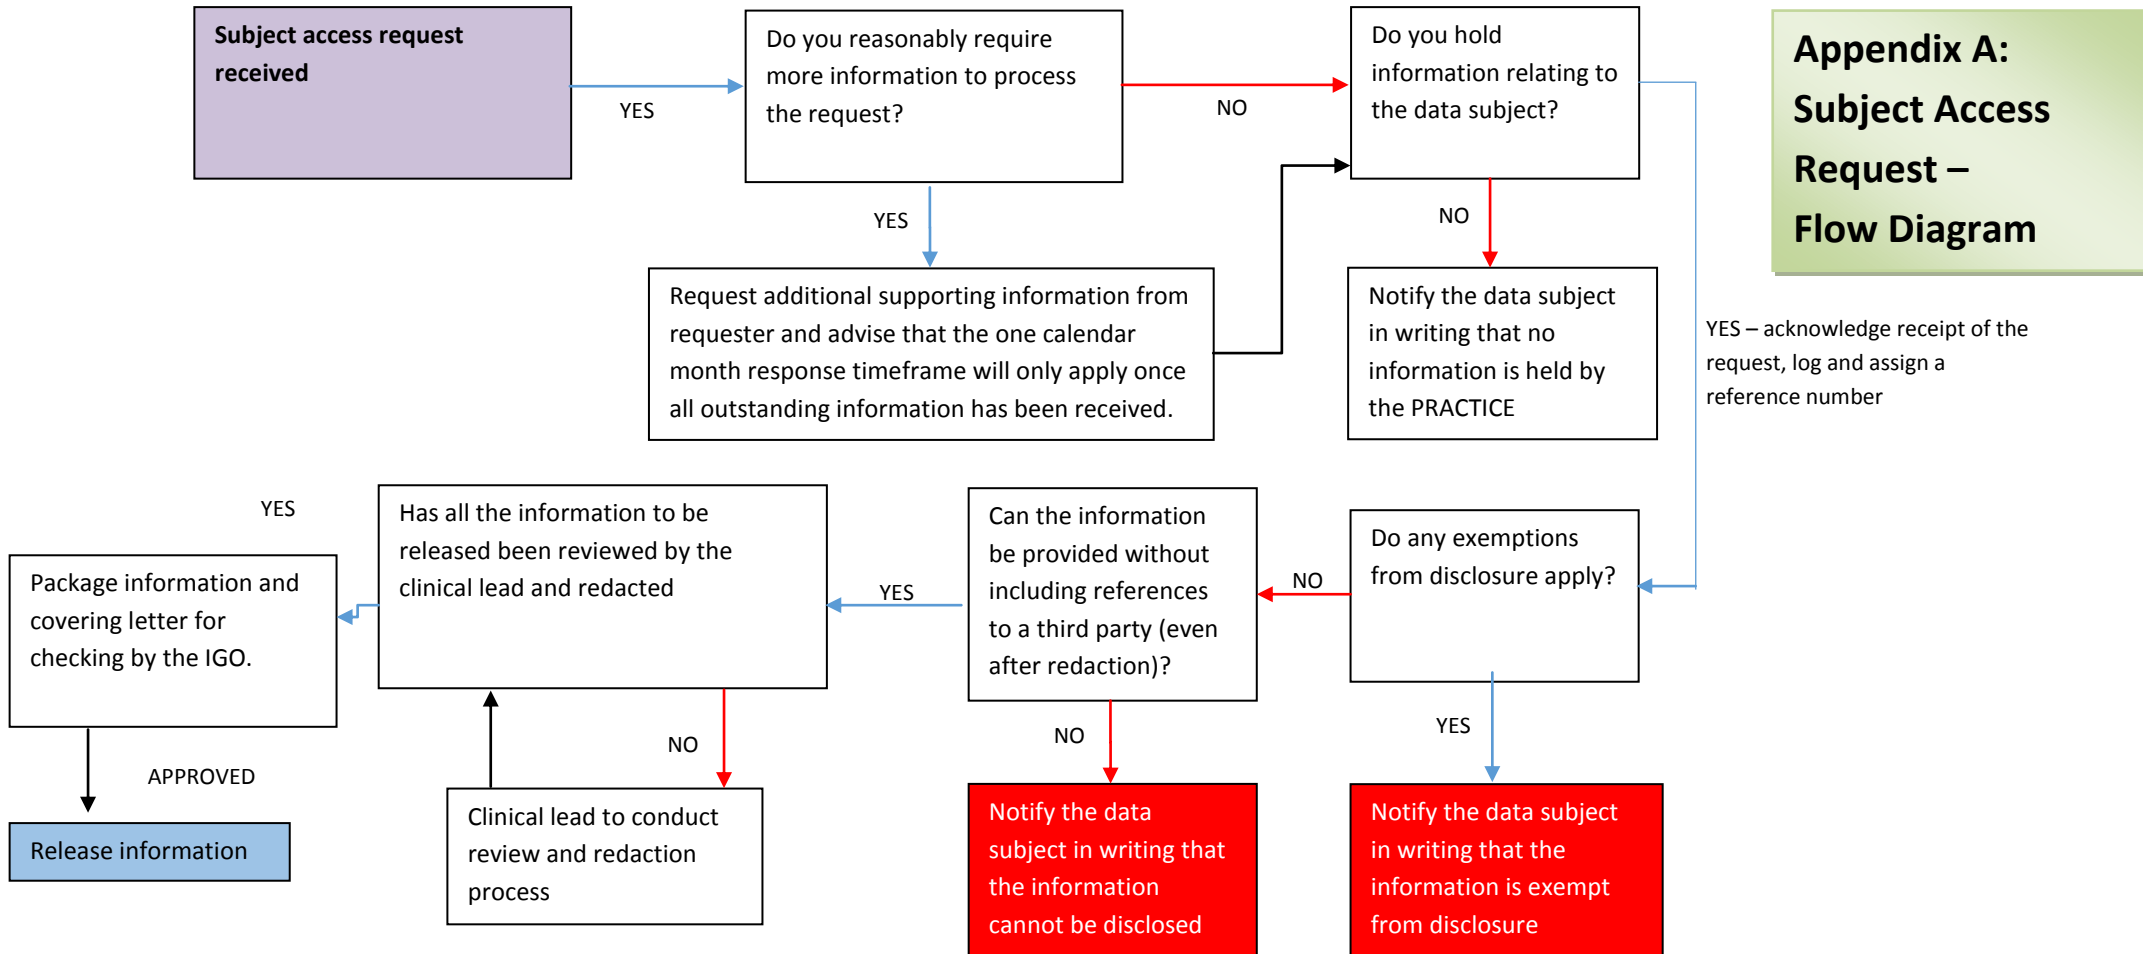 Subject access request
received
YES
Do you reasonably require
more information to process
the request?
NO
Do you hold
information relating to
the data subject?
Appendix A:
Subject Access
Request –
Flow Diagram
YES
NO
Request additional supporting information from
requester and advise that the one calendar
month response timeframe will only apply once
all outstanding information has been received.
Notify the data subject
in writing that no
information is held by
the PRACTICE
YES – acknowledge receipt of the
request, log and assign a
reference number
YES
Package information and
covering letter for
checking by the IGO.
Has all the information to be
released been reviewed by the
clinical lead and redacted
YES
Can the information
be provided without
including references
to a third party (even
after redaction)?
NO
Do any exemptions
from disclosure apply?
APPROVED
NO
NO
YES
Release information
Clinical lead to conduct
review and redaction
process
Notify the data
subject in writing that
the information
cannot be disclosed
Notify the data subject
in writing that the
information is exempt
from disclosure